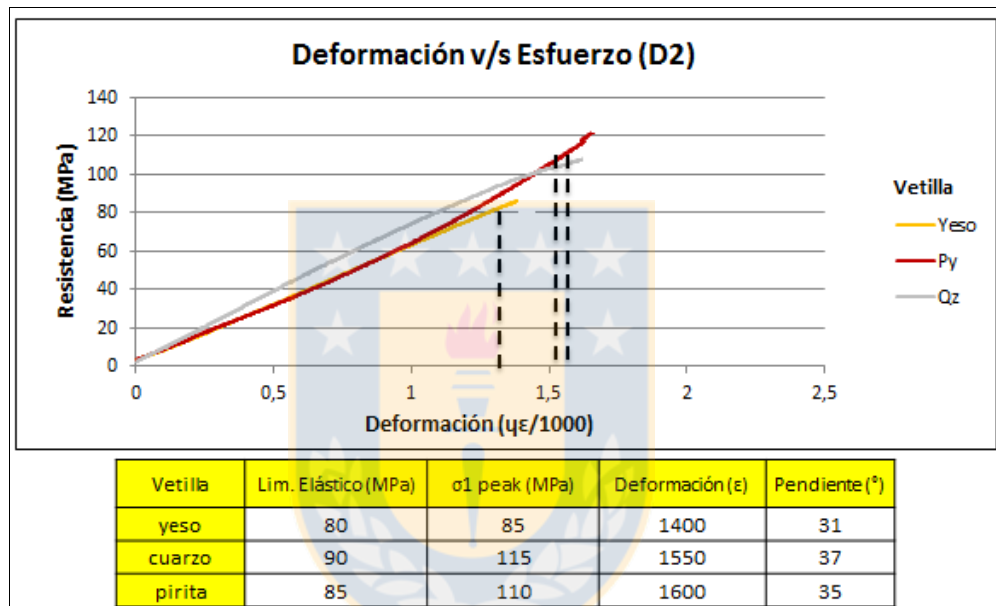 Deformación v/s Esfuerzo (D2)
Resistencia (MPa)
140
120
100
80
60
40
20
0
0 0,5 1 1,5 2 2,5
Deformación (ɥε/1000)
Vetilla
Yeso
Py
Qz
Vetilla Lim. Elástico (MPa) σ1 peak (MPa) Deformación (ε) Pendiente (°)
yeso 80 85 1400 31
cuarzo 90 115 1550 37
pirita 85 110 1600 35